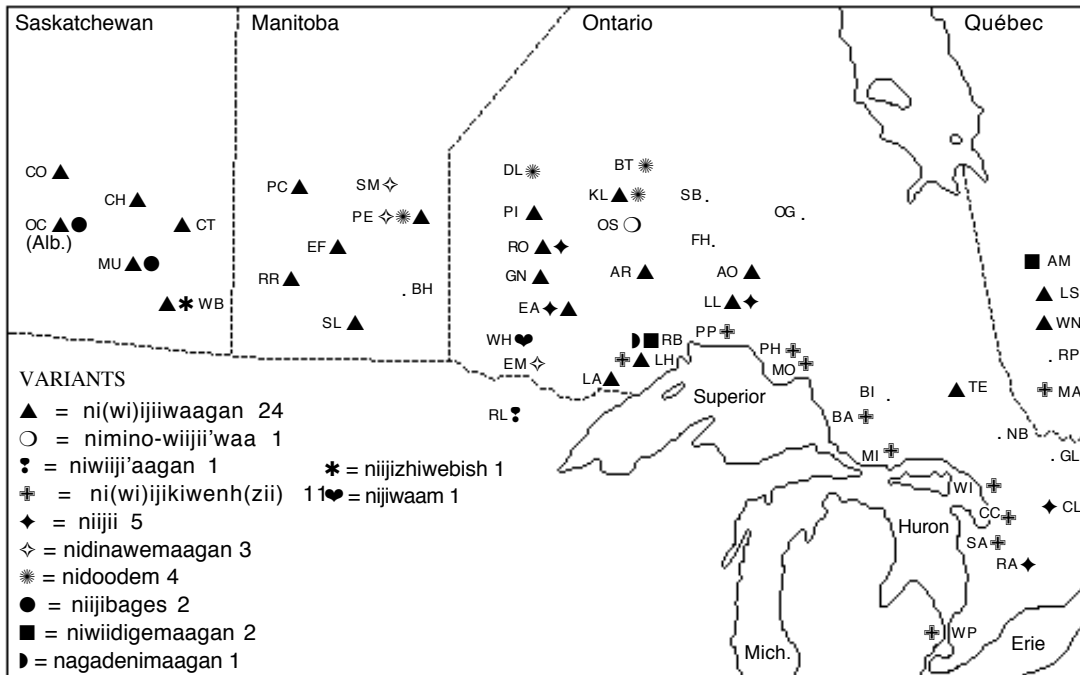 Saskatchewan Manitoba Ontario Québec
CO
CH
OC CT
(Alb.)
MU
WB
PC SM
PE
EF
RR BH
SL
DL BT
KL SB
PI OS OG
RO FH
GN AR AO
EA LL
WH RB PP
EM LH PH
LA MO
RL
Superior
BI TE
BA
MI
WI
CC
Huron
SA
RA
WP
Mich. Erie
AM
LS
WN
RP
MA
NB
GL
CL
VARIANTS
▲ = ni(wi)ijiiwaagan 24
❍ = nimino-wiijii'waa 1
❢ = niwiiji'aagan 1
✙ = ni(wi)ijikiwenh(zii) 11
✦ = niijii 5
✧ = nidinawemaagan 3
✺ = nidoodem 4
● = niijibages 2
■ = niwiidigemaagan 2
◗ = nagadenimaagan 1
✱ = niijizhiwebish 1
❤ = nijiwaam 1